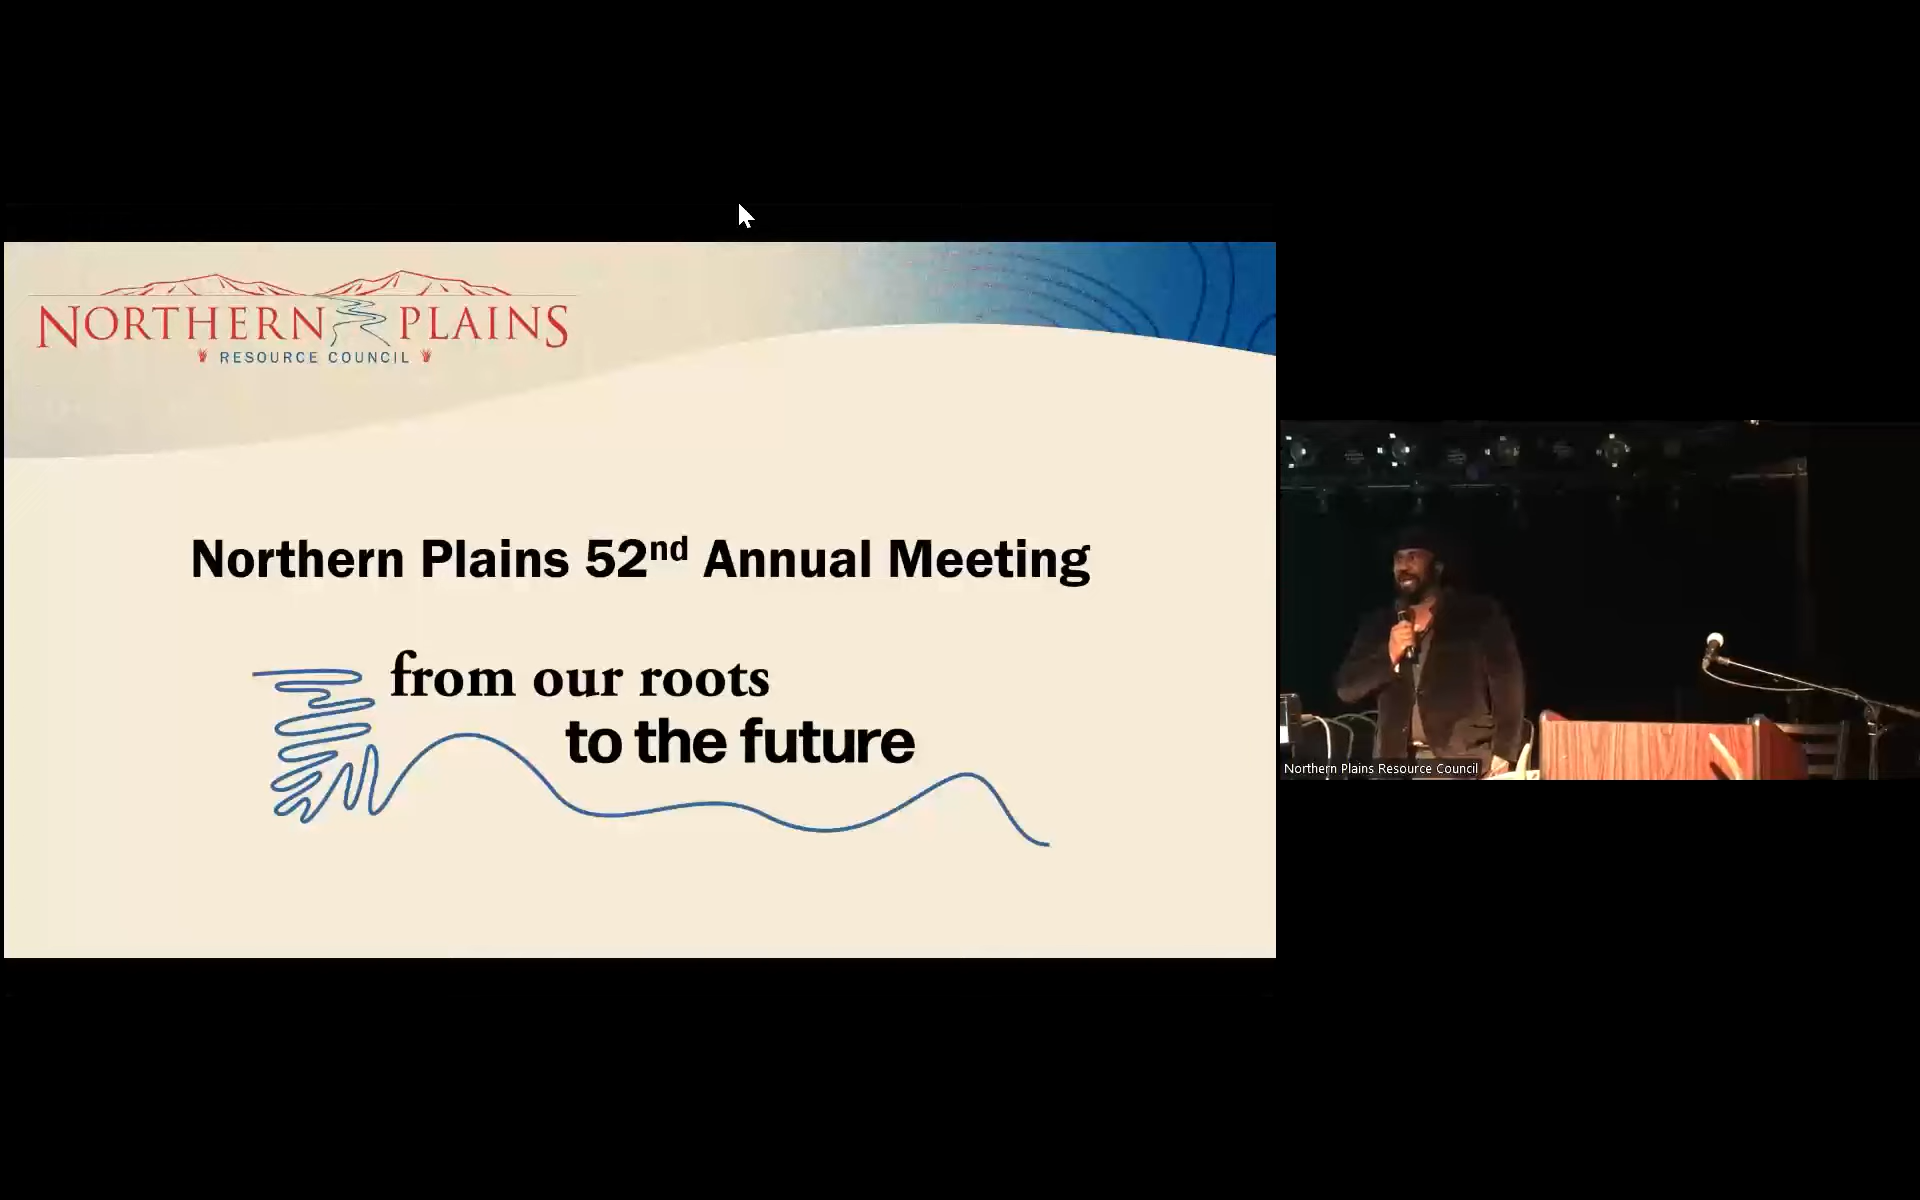 NORTHERN PLAINS
RESOURCE COUNCIL
Northern Plains 52nd Annual Meeting
from our roots
to the future
Northern Plains Resource Council